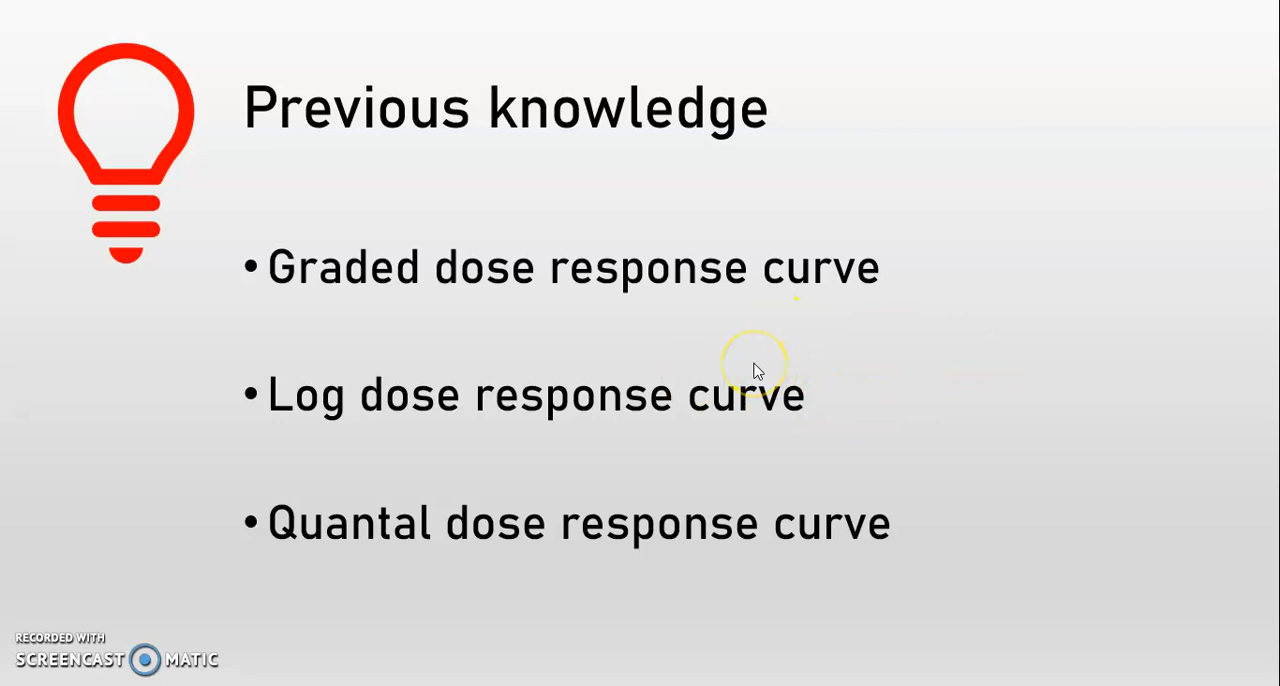 Previous knowledge
• Graded dose response curve
• Log dose response curve
• Quantal dose response curve
RECORDED WITH
SCREENCAST MATIC